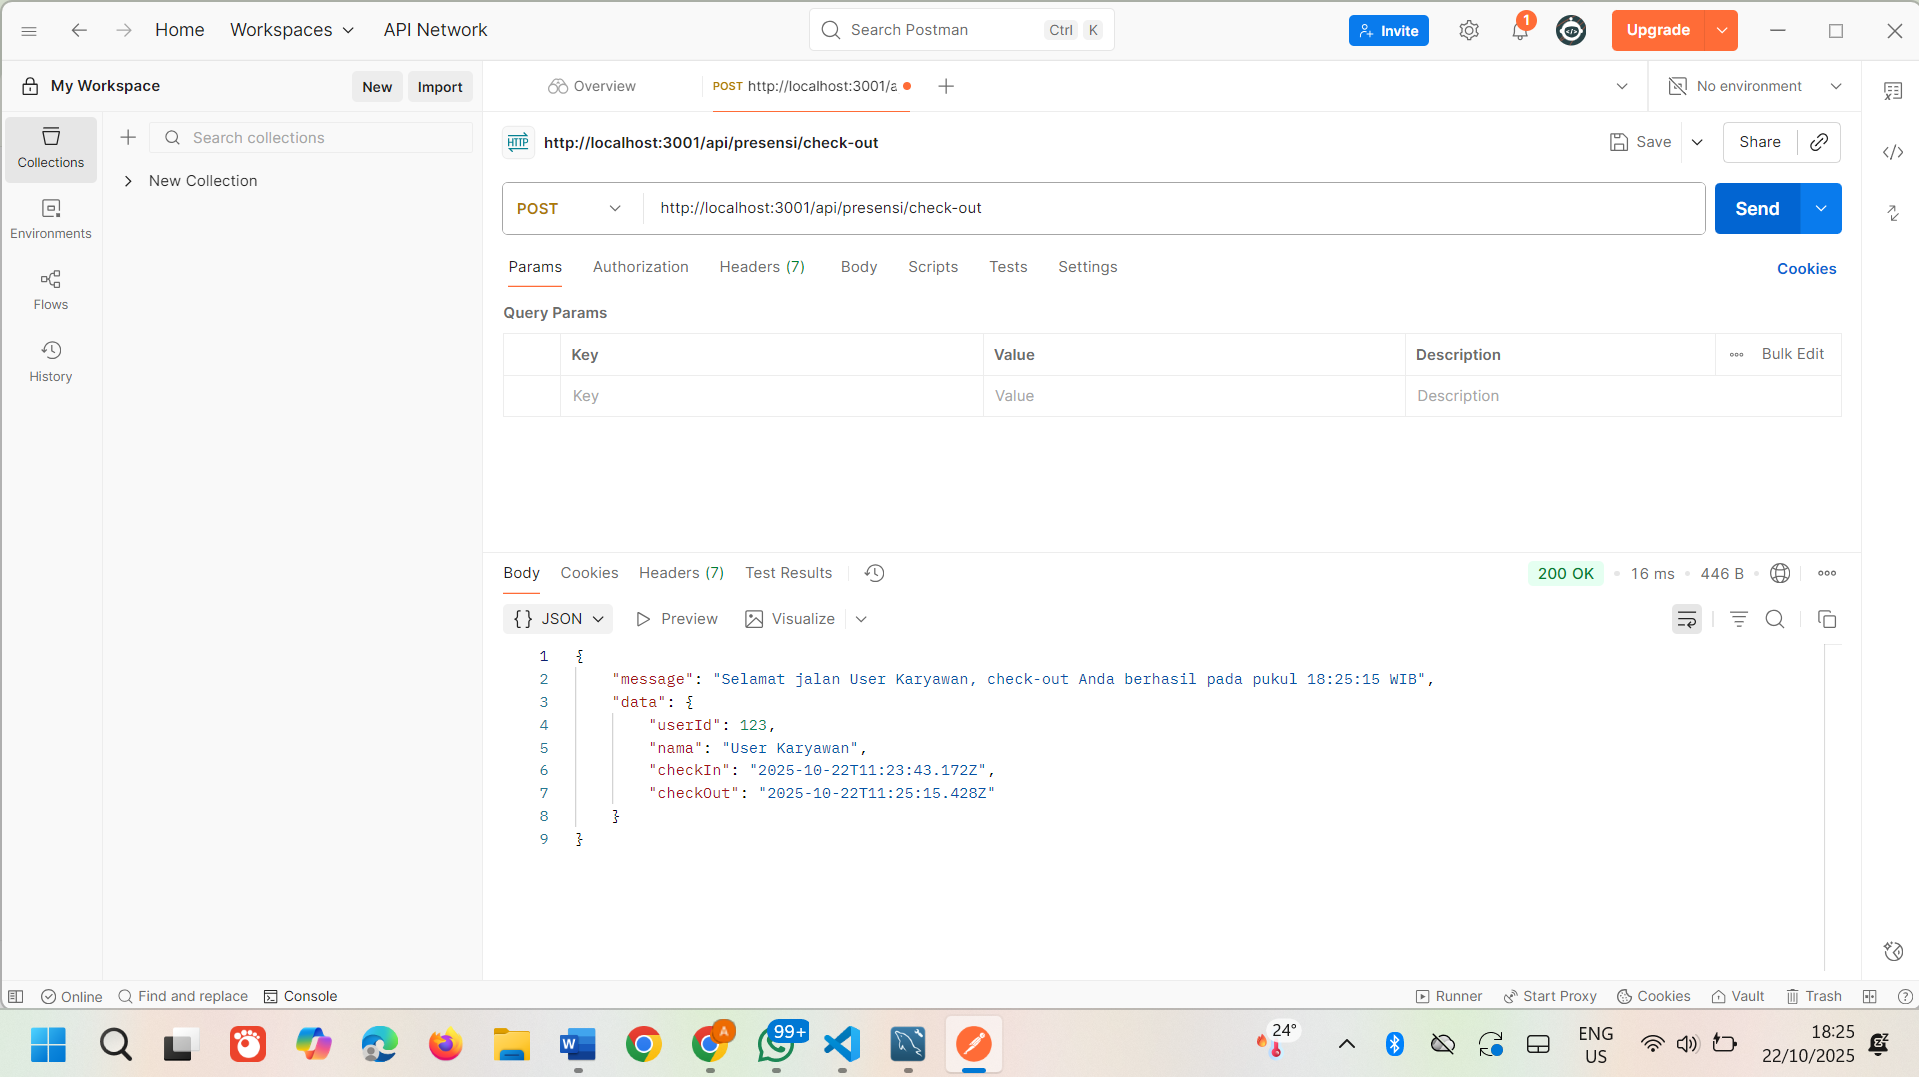 Home
Workspaces
API Network
Search Postman
Ctrl K
Invite
1
Upgrade
My Workspace
New
Import
Overview
POST http://localhost:3001/a
No environment
Collections
Search collections
New Collection
Environments
Flows
History
HTTP
http://localhost:3001/api/presensi/check-out
Save
Share
POST
http://localhost:3001/api/presensi/check-out
Send
Params
Authorization
Headers (7)
Body
Scripts
Tests
Settings
Cookies
Query Params
Key
Value
Description
Bulk Edit
Key
Value
Description
Body
Cookies
Headers (7)
Test Results
200 OK
16 ms
446 B
{} JSON
Preview
Visualize
1 {
2 "message": "Selamat jalan User Karyawan, check-out Anda berhasil pada pukul 18:25:15 WIB",
3 "data": {
4 "userId": 123,
5 "nama": "User Karyawan",
6 "checkIn": "2025-10-22T11:23:43.172Z",
7 "checkOut": "2025-10-22T11:25:15.428Z"
8 }
9 }
Online
Find and replace
Console
Runner
Start Proxy
Cookies
Vault
Trash
W
A
99+
24°
ENG
US
18:25
22/10/2025